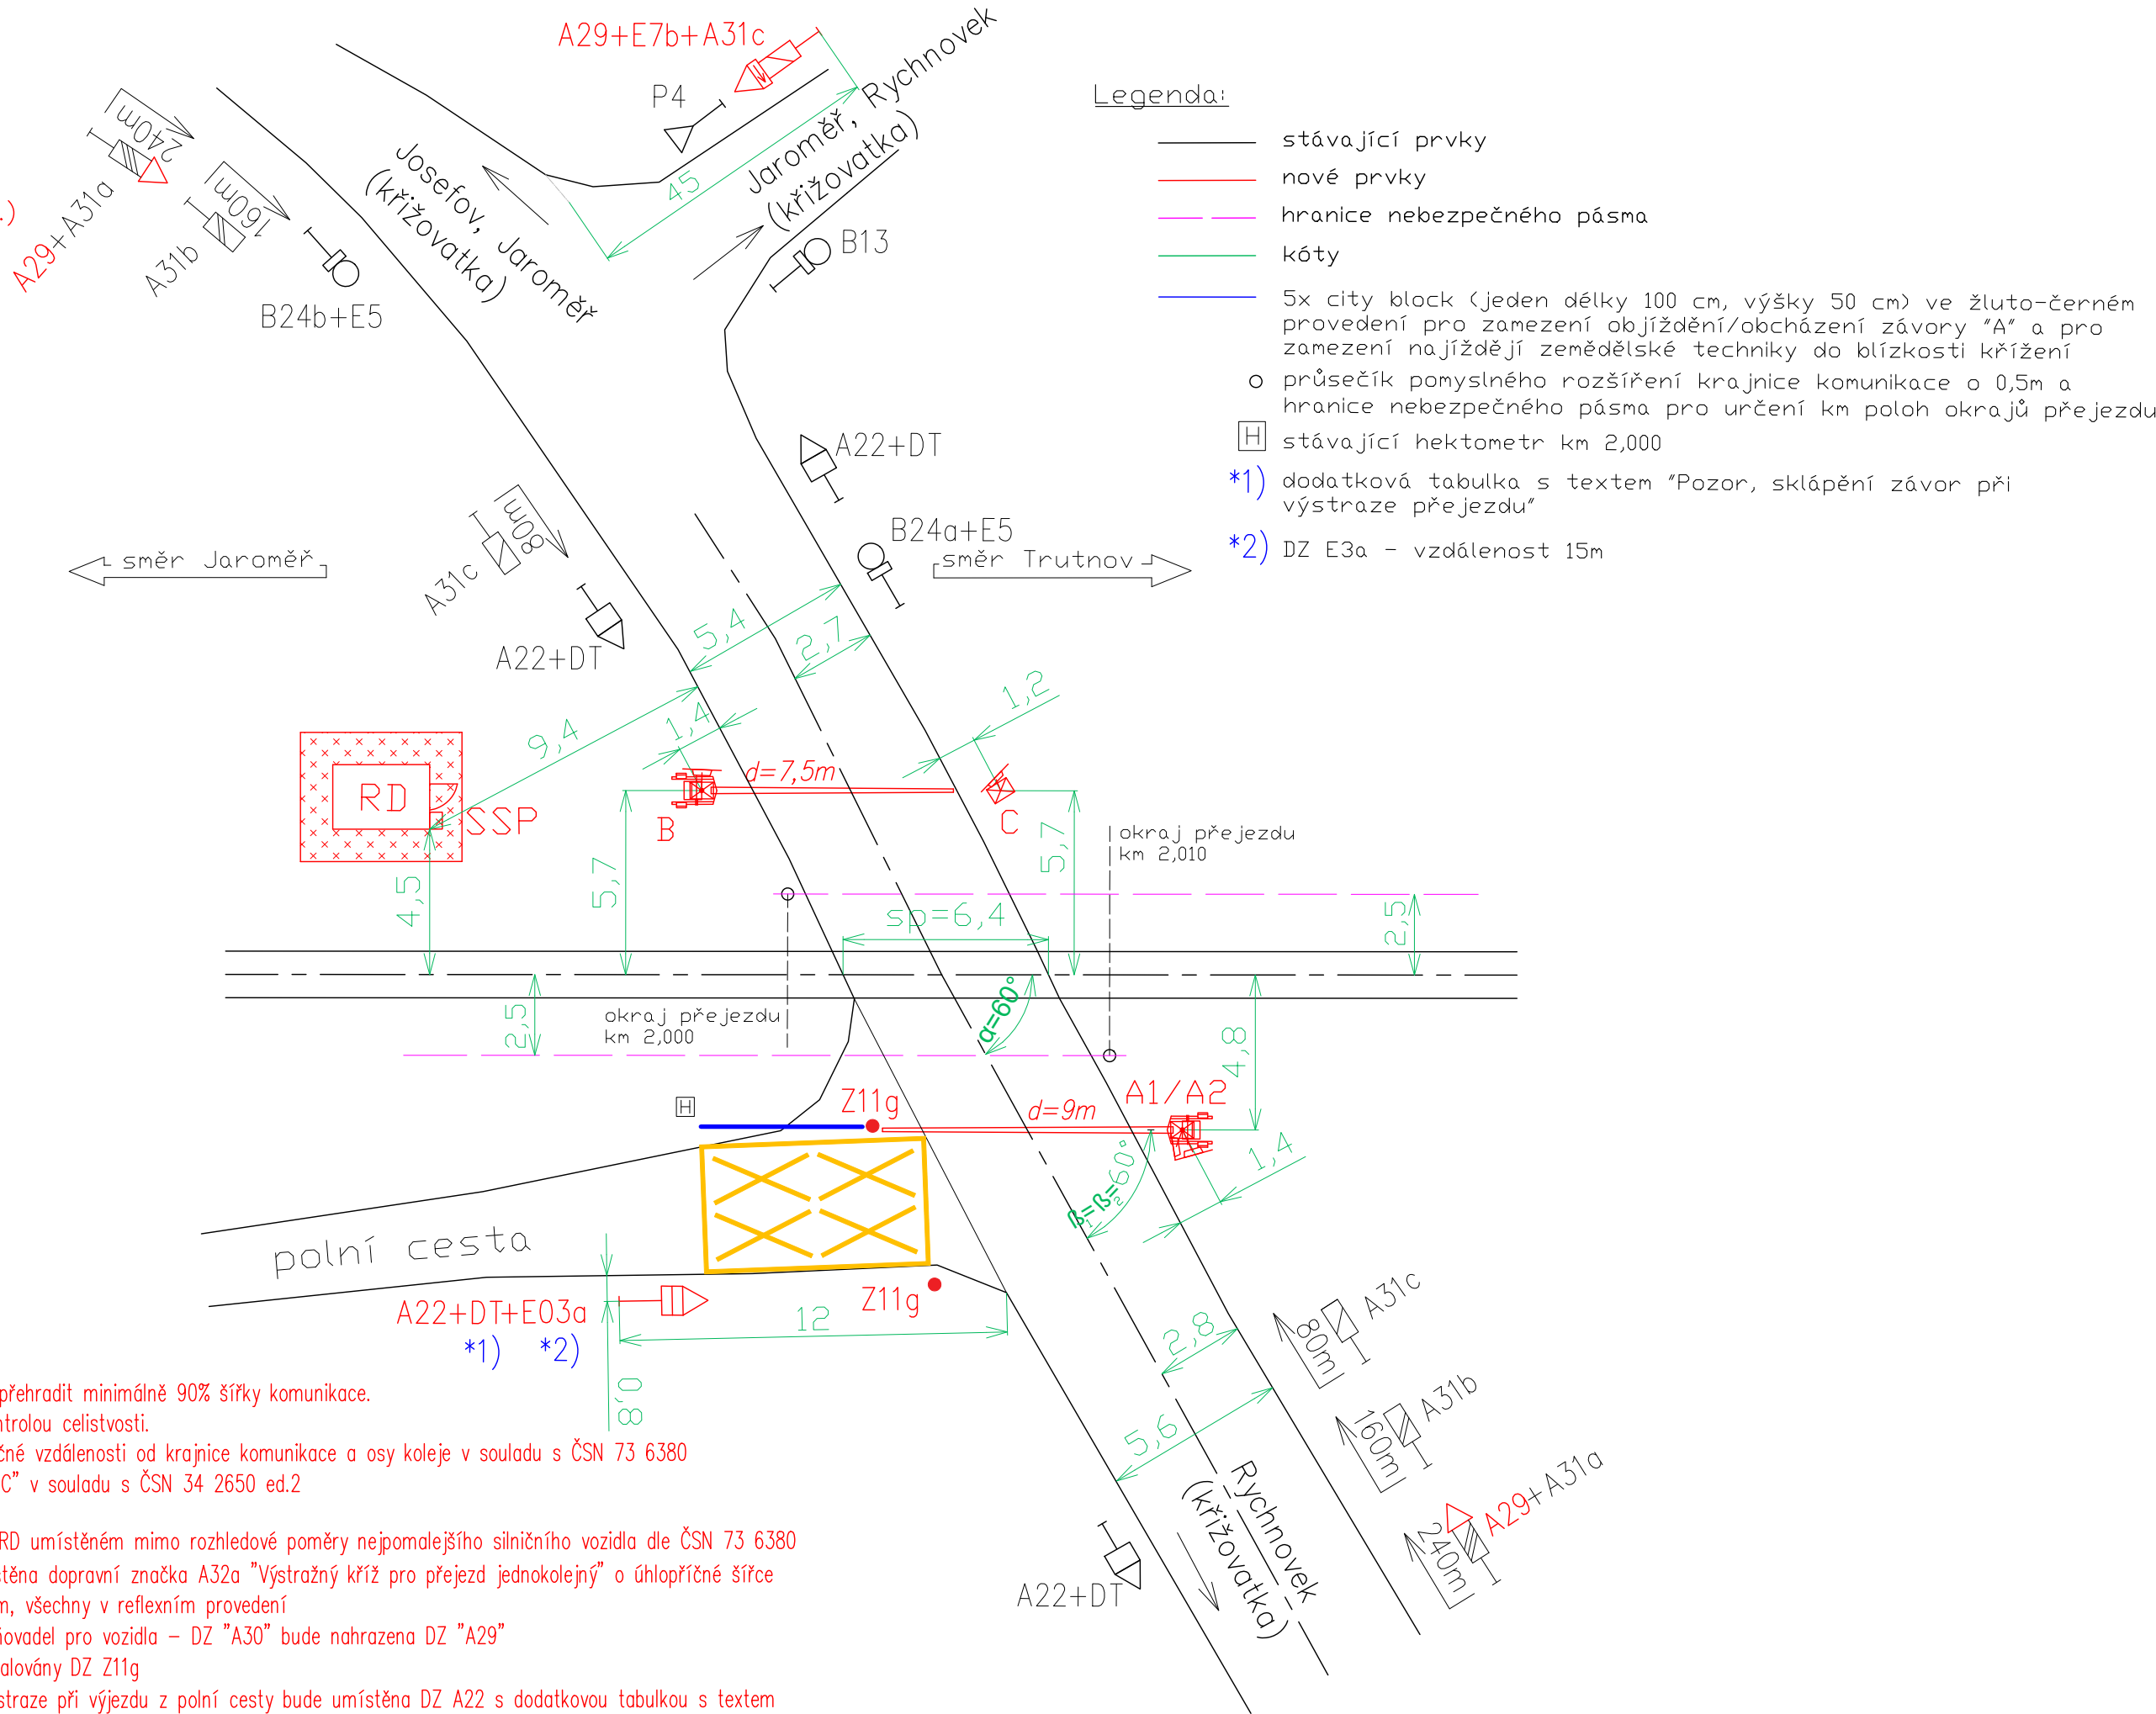 A29+E7b+A31c
P4
Jaroměř, Rychnovek
(křižovatka)
45
B13
Josefov, Jaroměř
(křižovatka)
240m
A29+A31a
160m
A31b
B24b+E5
.)
Legenda:
stávající prvky
nové prvky
hranice nebezpečného pásma
kóty
5x city block (jeden délky 100 cm, výšky 50 cm) ve žluto-černém
provedení pro zamezení objíždění/obcházení závory "A" a pro
zamezení najíždějí zemědělské techniky do blízkosti křížení
průsečík pomyslného rozšíření krajnice komunikace o 0,5m a
hranice nebezpečného pásma pro určení km poloh okrajů přejezdu
H stávající hektometr km 2,000
*1) dodatková tabulka s textem "Pozor, sklápění závor při
výstraze přejezdu"
*2) DZ E3a - vzdálenost 15m
A22+DT
B24a+E5
80m
A31c
směr Jaroměř
směr Trutnov
A22+DT
5,4
2,7
1,2
9,4
1,4
d=7,5m
RD
SSP
B
C
okraj přejezdu
km 2,010
4,5
5,7
5,7
sp=6,4
2,5
2,5
okraj přejezdu
km 2,000
α=60°
4,8
H
Z11g
d=9m
A1/A2
ß1=ß2=60°
1,4
polní cesta
A22+DT+E03a
*1) *2)
Z11g
12
0,8
80m
A31c
2,8
160m
A31b
5,6
240m
A29+A31a
Rychnovek
(křižovatka)
A22+DT
přehradit minimálně 90% šířky komunikace.
ntrolou celistvosti.
čné vzdálenosti od krajnice komunikace a osy koleje v souladu s ČSN 73 6380
C" v souladu s ČSN 34 2650 ed.2
RD umístěném mimo rozhledové poměry nejpomalejšího silničního vozidla dle ČSN 73 6380
stěna dopravní značka A32a "Výstražný kříž pro přejezd jednokolejný" o úhlopříčné šířce
m, všechny v reflexním provedení
ňovadel pro vozidla – DZ "A30" bude nahrazena DZ "A29"
alovány DZ Z11g
straze při výjezdu z polní cesty bude umístěna DZ A22 s dodatkovou tabulkou s textem